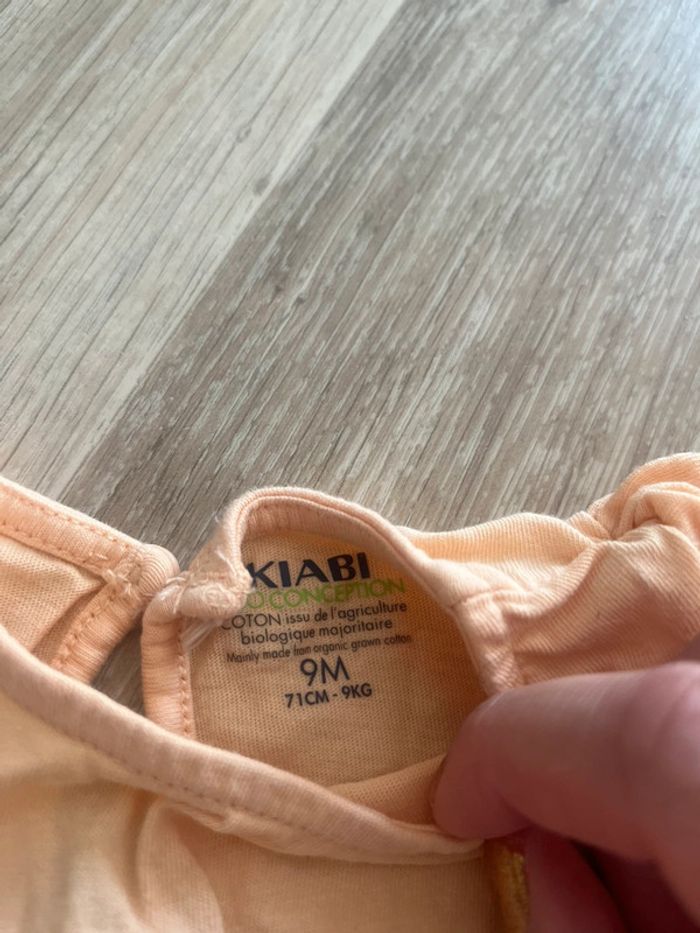 KIABI
O CONCEPTION
COTON issu de l'agriculture
biologique majoritaire
Mainly made from organic grown cotton
9M
71CM - 9KG